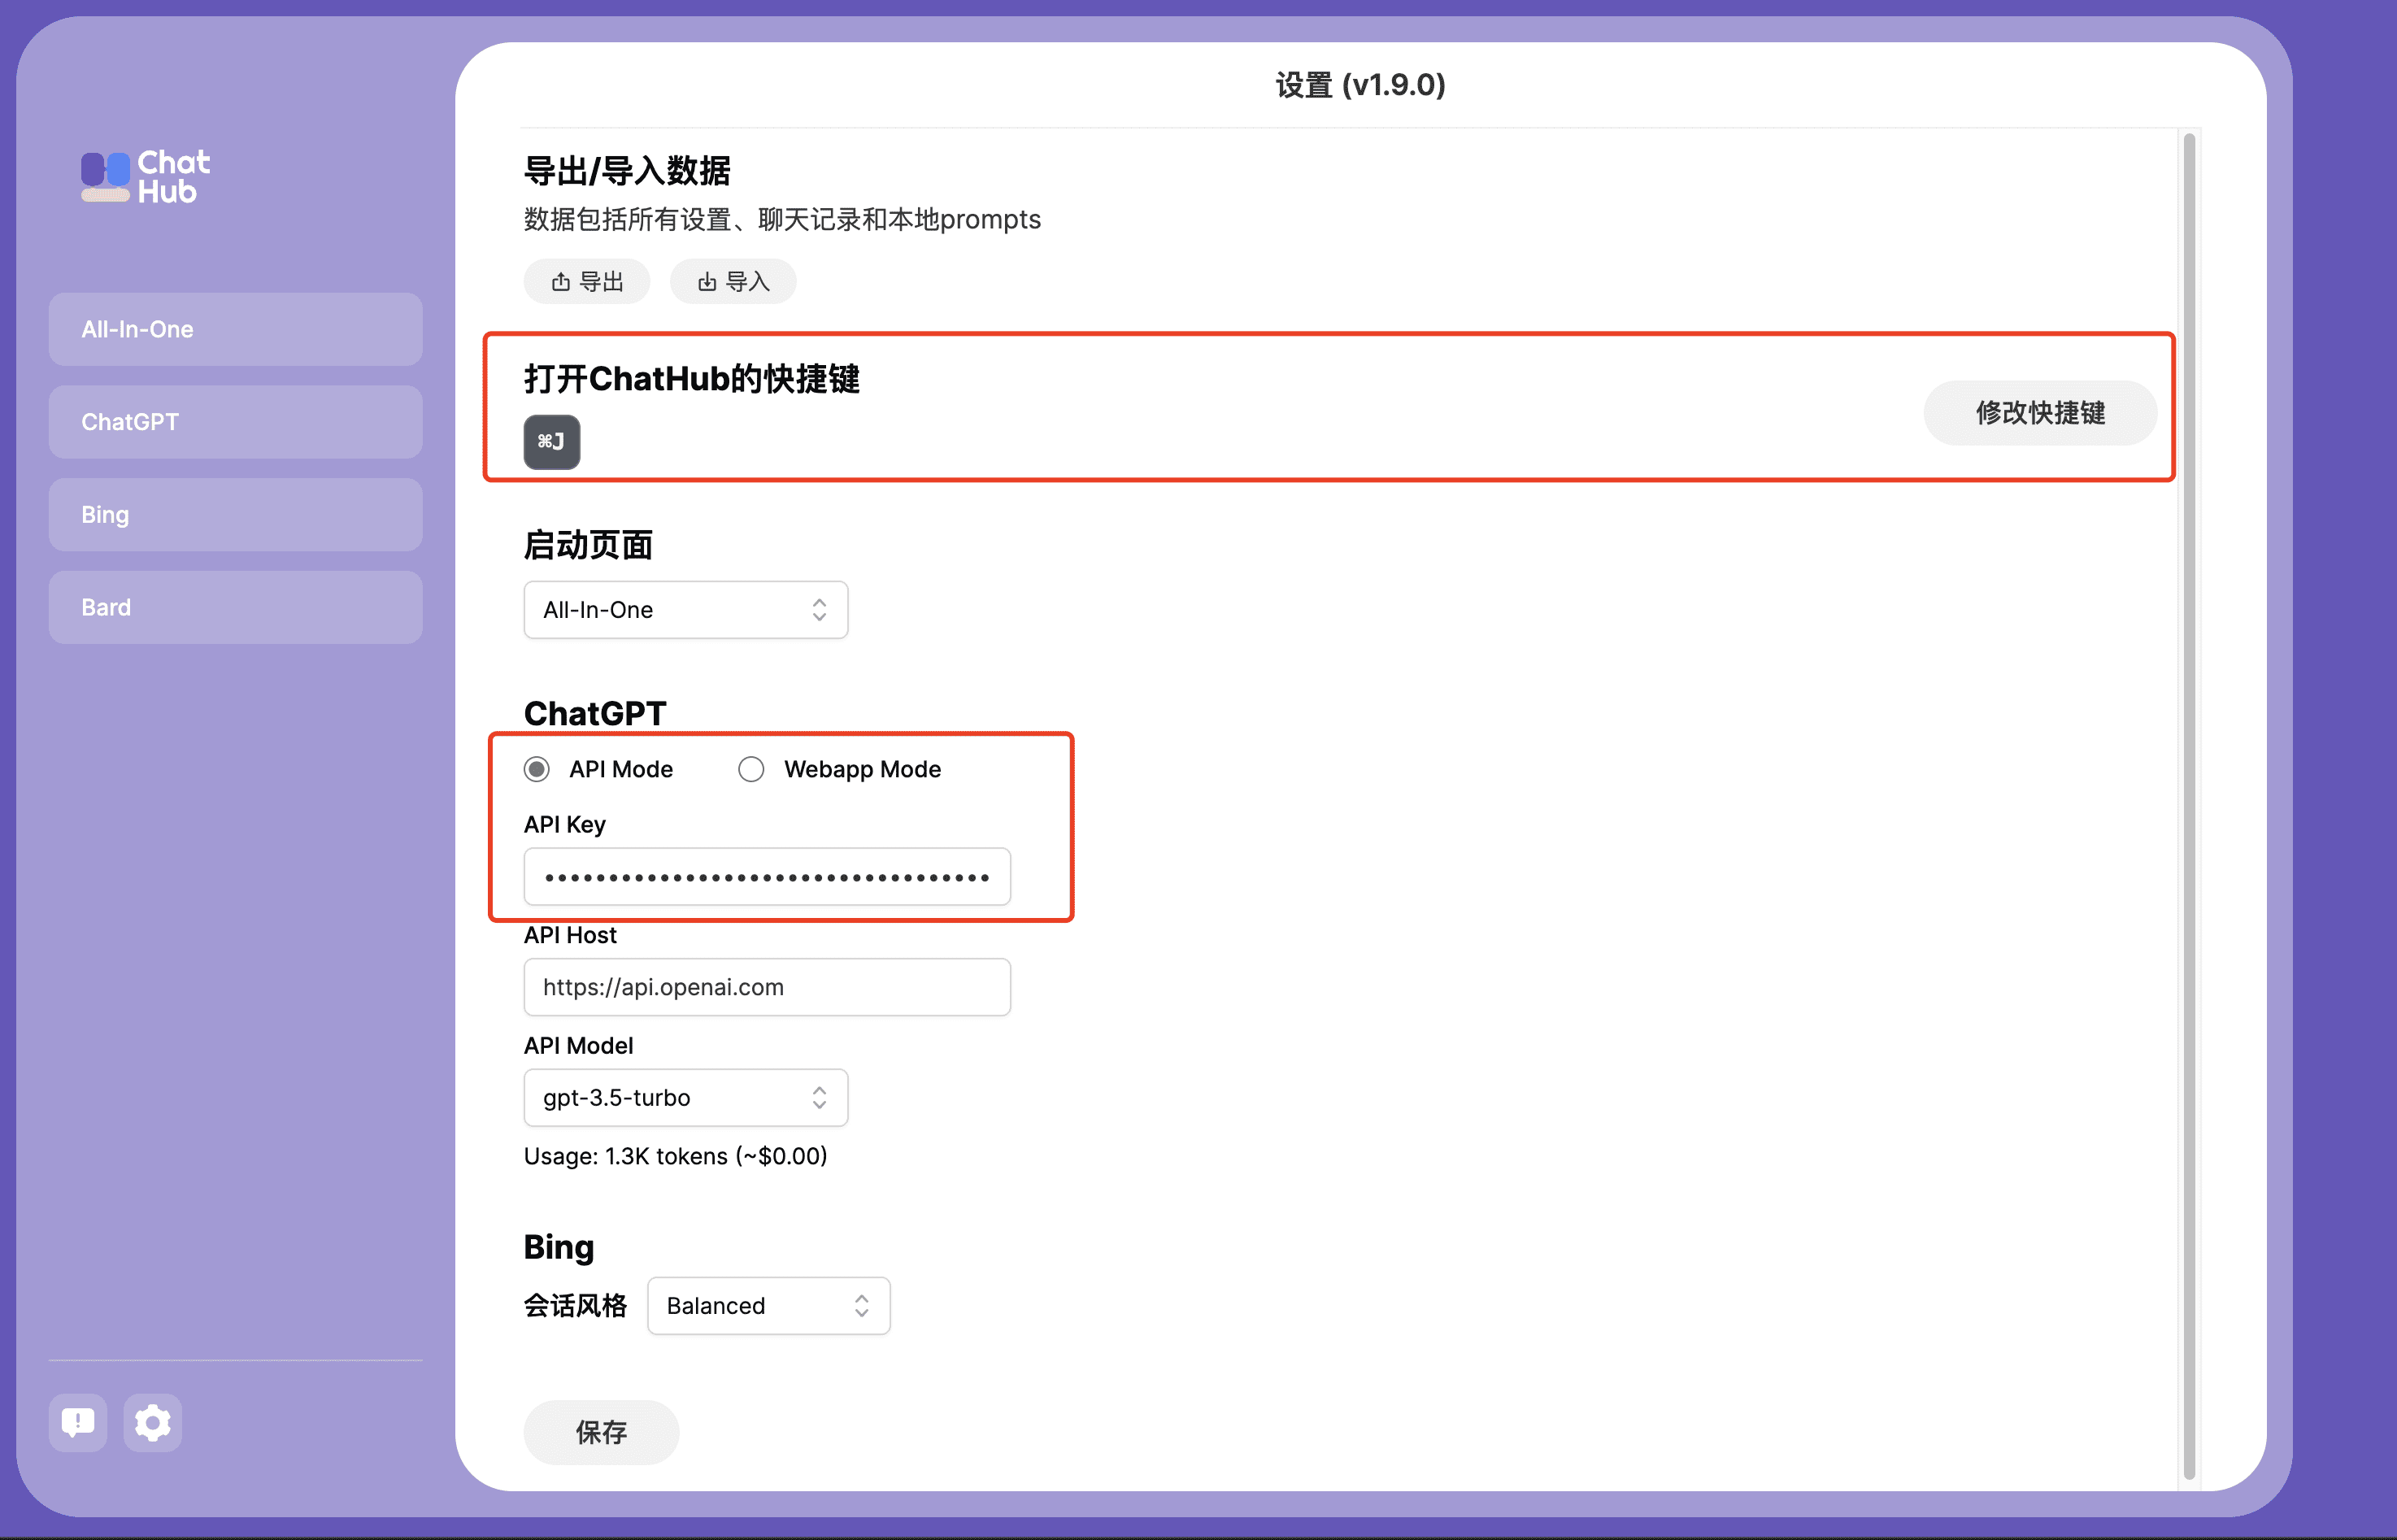 设置 (v1.9.0)
Chat
Hub
All-In-One
ChatGPT
Bing
Bard
导出/导入数据
数据包括所有设置、聊天记录和本地prompts
导出 导入
打开ChatHub的快捷键
⌘J
修改快捷键
启动页面
All-In-One
ChatGPT
API Mode Webapp Mode
API Key
•••••••••••••••••••••••••••••••••••
API Host
https://api.openai.com
API Model
gpt-3.5-turbo
Usage: 1.3K tokens (~$0.00)
Bing
会话风格 Balanced
保存